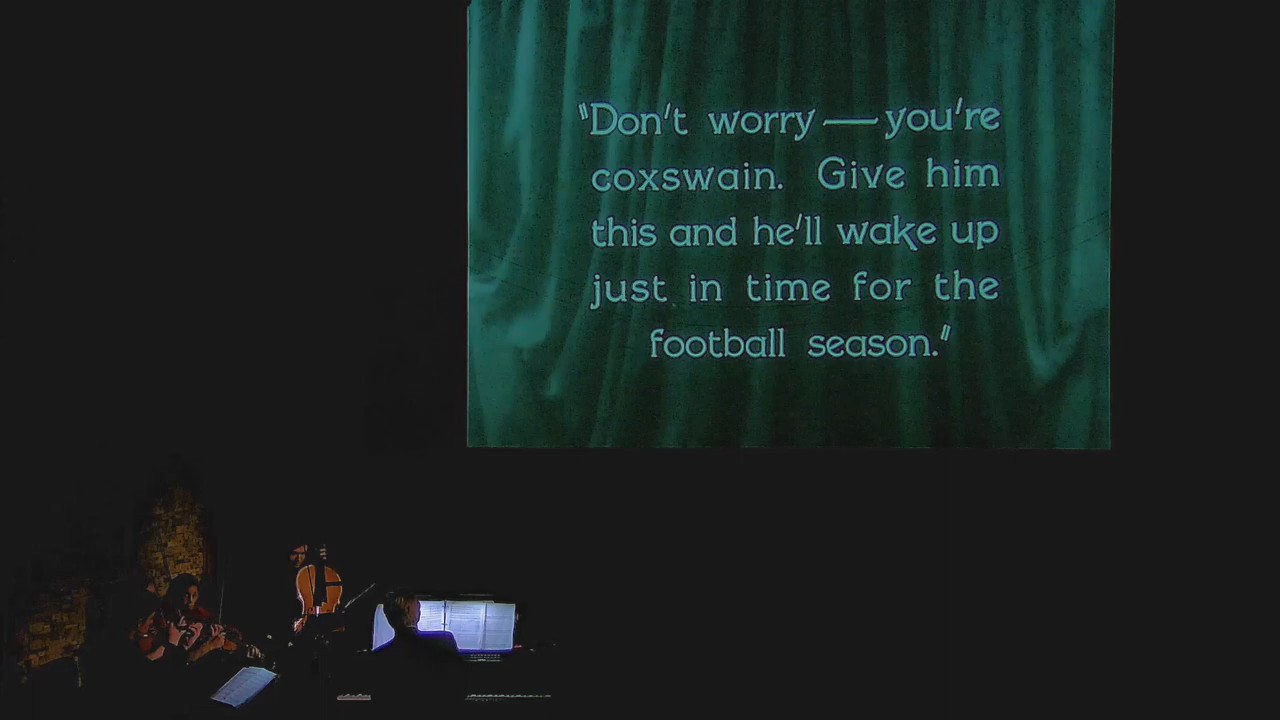 "Don't worry — you're
coxswain. Give him
this and he'll wake up
just in time for the
football season."